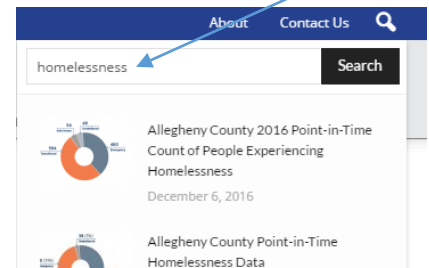 About Contact Us
homelessness Search
Allegheny County 2016 Point-in-Time
Count of People Experiencing
Homelessness
December 6, 2016
Allegheny County Point-in-Time
Homelessness Data